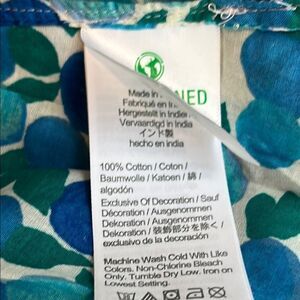 Made in
NED
Fabriqué en
Hergestellt in Indien
Vervaardigd in India
インド製
hecho en india
100% Cotton / Coton /
Baumwolle / Katoen / 綿 /
algodón
Exclusive Of Decoration / Sauf
Décoration / Ausgenommen
Dekoration / Ausgenommen
Dekoration / 装飾部分を除く /
exclusivo de la decoración
Machine Wash Cold With Like
Colors. Non-Chlorine Bleach
Only. Tumble Dry Low. Iron on
Lowest Setting.